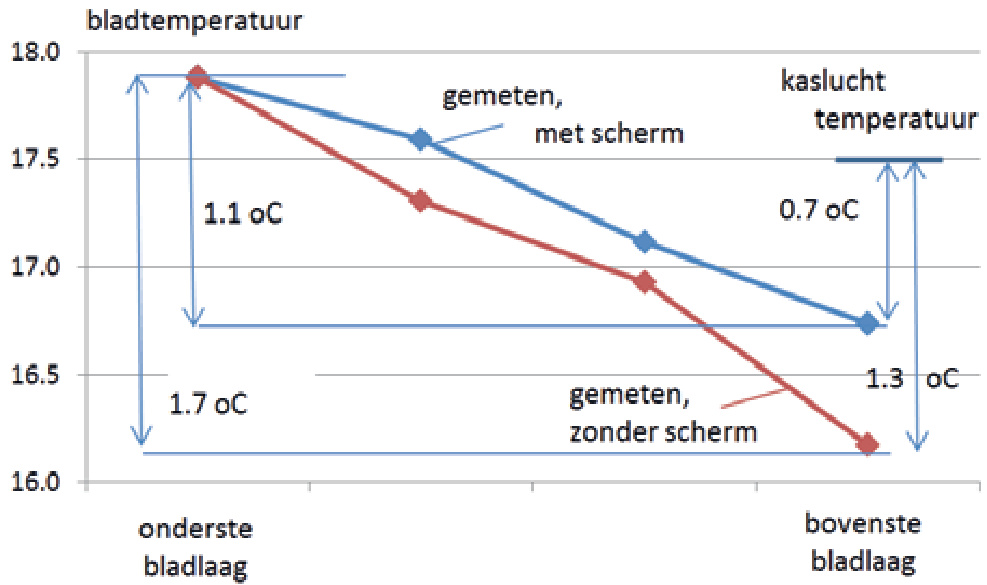 bladtemperatuur
18.0
17.5
17.0
16.5
16.0
gemeten,
met scherm
kaslucht
temperatuur
1.1 oC
0.7 oC
1.7 oC
1.3 oC
gemeten,
zonder scherm
onderste
bladlaag
bovenste
bladlaag